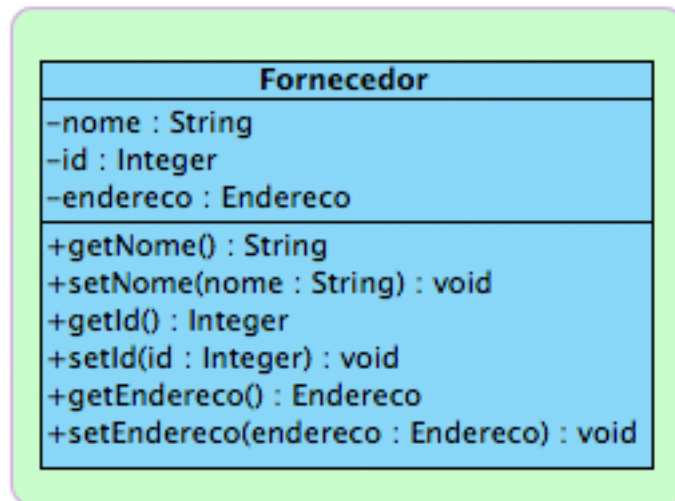 Fornecedor
-nome : String
-id : Integer
-endereco : Endereco
+getNome() : String
+setNome(nome : String) : void
+getId() : Integer
+setId(id : Integer) : void
+getEndereco() : Endereco
+setEndereco(endereco : Endereco) : void